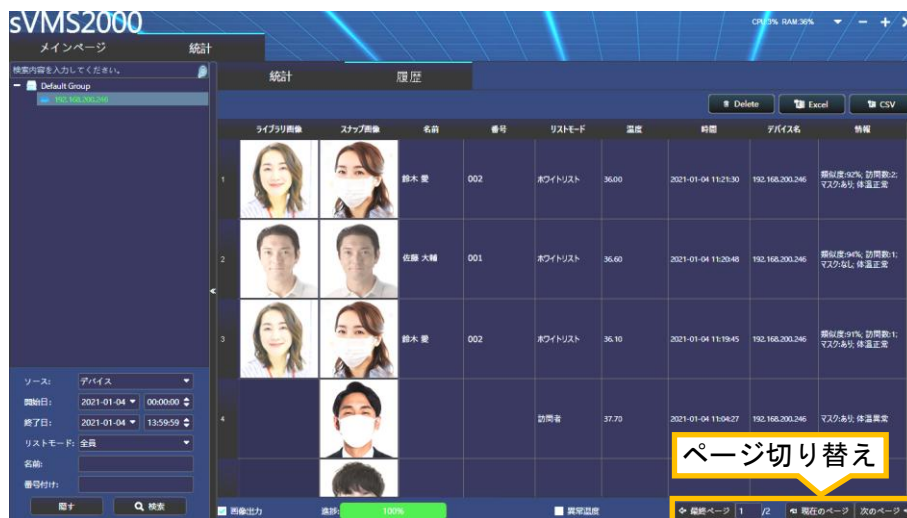 sVMS2000
CPU:3% RAM:36%
メインページ 統計
検索内容を入力してください。
Default Group
192.168.200.246
統計 履歴
Delete Excel CSV
ライブラリ画像 スナップ画像 名前 番号 リストモード 温度 時間 デバイス名 情報
1 鈴木 愛 002 ホワイトリスト 36.00 2021-01-04 11:21:30 192.168.200.246 類似度:92%; 訪問数:2;
マスク:あり; 体温正常
2 佐藤 大輔 001 ホワイトリスト 36.60 2021-01-04 11:20:48 192.168.200.246 類似度:94%; 訪問数:1;
マスク:なし; 体温正常
3 鈴木 愛 002 ホワイトリスト 36.10 2021-01-04 11:19:45 192.168.200.246 類似度:91%; 訪問数:1;
マスク:あり; 体温正常
4 訪問者 37.70 2021-01-04 11:04:27 192.168.200.246 マスク:あり; 体温異常
ソース: デバイス
開始日: 2021-01-04 00:00:00
終了日: 2021-01-04 13:59:59
リストモード: 全員
名前:
番号付け:
隠す 検索
ページ切り替え
画像出力 進捗: 100% 異常温度 最終ページ 1 /2 現在のページ 次のページ